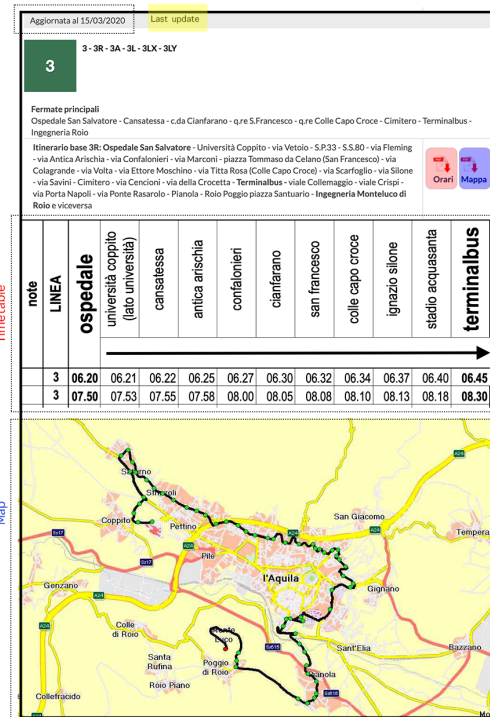 Aggiornata al 15/03/2020
Last update
3
3 - 3R - 3A - 3L - 3LX - 3LY
Fermate principali
Ospedale San Salvatore - Cansatessa - c.da Cianfarano - q.re S.Francesco - q.re Colle Capo Croce - Cimitero - Terminalbus -
Ingegneria Roio
Itinerario base 3R: Ospedale San Salvatore - Università Coppito - via Vetoio - S.P.33 - S.S.80 - via Fleming
- via Antica Arischia - via Confalonieri - via Marconi - piazza Tommaso da Celano (San Francesco) - via
Colagrande - via Volta - via Ettore Moschino - via Titta Rosa (Colle Capo Croce) - via Scarfoglio - via Silone
- via Savini - Cimitero - via Cencioni - via della Crocetta - Terminalbus - viale Collemaggio - viale Crispi -
via Porta Napoli - via Ponte Rasarolo - Pianola - Roio Poggio piazza Santuario - Ingegneria Monteluco di
Roio e viceversa
Orari
Mappa
Timetable
note
LINEA
ospedale
università coppito
(lato università)
cansatessa
antica arischia
confalonieri
cianfarano
san francesco
colle capo croce
ignazio silone
stadio acquasanta
terminalbus
3 06.20 06.21 06.22 06.25 06.27 06.30 06.32 06.34 06.37 06.40 06.45
3 07.50 07.53 07.55 07.58 08.00 08.05 08.08 08.10 08.13 08.18 08.30
Map
A24
Coppito
Pettino
San Giacomo
A24
Tempera
Ss17
A24
Pile
Ss17
l'Aquila
Genzano
A24
Gignano
Colle
di Roio
Ss615
Sant'Elia
Bazzano
Santa
Rufina
Poggio
di Roio
Roio Piano
Collefracido